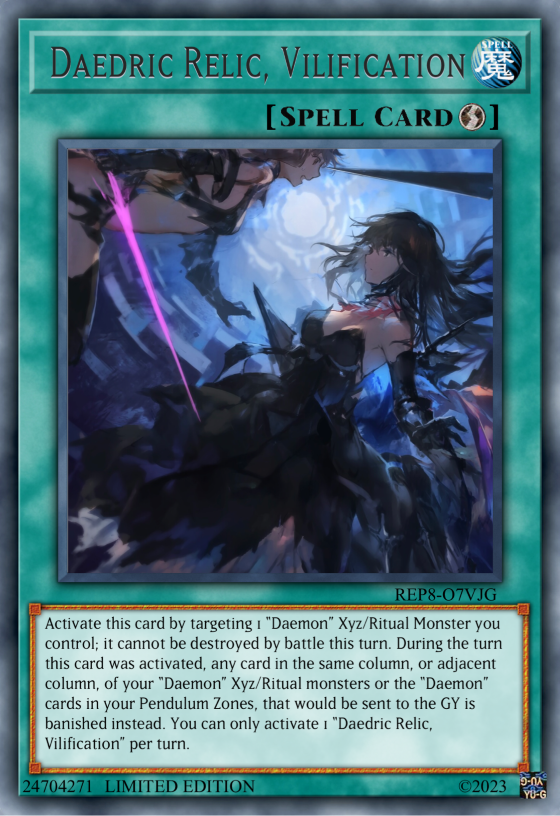 Daedric Relic, Vilification
SPELL
魔
[Spell Card]
REP8-O7VJG
Activate this card by targeting 1 "Daemon" Xyz/Ritual Monster you
control; it cannot be destroyed by battle this turn. During the turn
this card was activated, any card in the same column, or adjacent
column, of your "Daemon" Xyz/Ritual monsters or the "Daemon"
cards in your Pendulum Zones, that would be sent to the GY is
banished instead. You can only activate 1 "Daedric Relic,
Vilification" per turn.
24704271 LIMITED EDITION
©2023
YU-G
YU-G